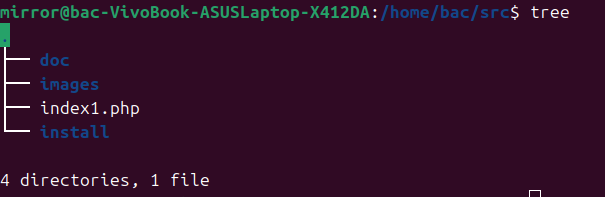 mirror@bac-VivoBook-ASUSLaptop-X412DA:/home/bac/src$ tree
.
├── doc
├── images
├── index1.php
└── install
4 directories, 1 file